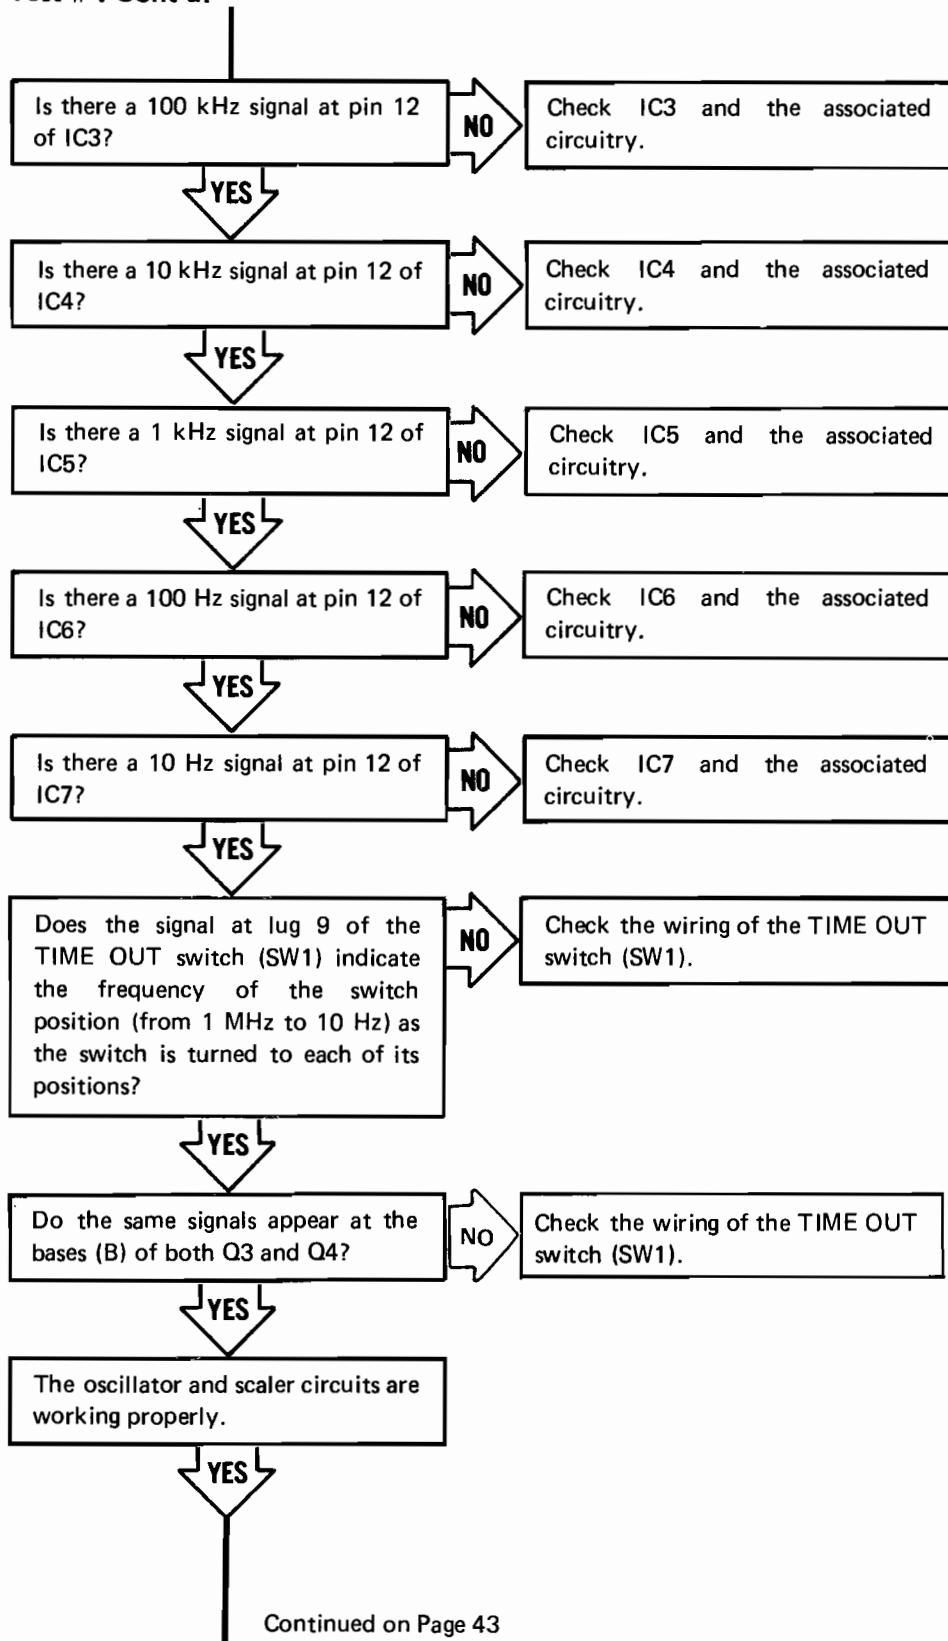 Is there a 100 kHz signal at pin 12
of IC3?
NO
Check IC3 and the associated
circuitry.
YES
Is there a 10 kHz signal at pin 12 of
IC4?
NO
Check IC4 and the associated
circuitry.
YES
Is there a 1 kHz signal at pin 12 of
IC5?
NO
Check IC5 and the associated
circuitry.
YES
Is there a 100 Hz signal at pin 12 of
IC6?
NO
Check IC6 and the associated
circuitry.
YES
Is there a 10 Hz signal at pin 12 of
IC7?
NO
Check IC7 and the associated
circuitry.
YES
Does the signal at lug 9 of the
TIME OUT switch (SW1) indicate
the frequency of the switch
position (from 1 MHz to 10 Hz) as
the switch is turned to each of its
positions?
NO
Check the wiring of the TIME OUT
switch (SW1).
YES
Do the same signals appear at the
bases (B) of both Q3 and Q4?
NO
Check the wiring of the TIME OUT
switch (SW1).
YES
The oscillator and scaler circuits are
working properly.
YES
Continued on Page 43